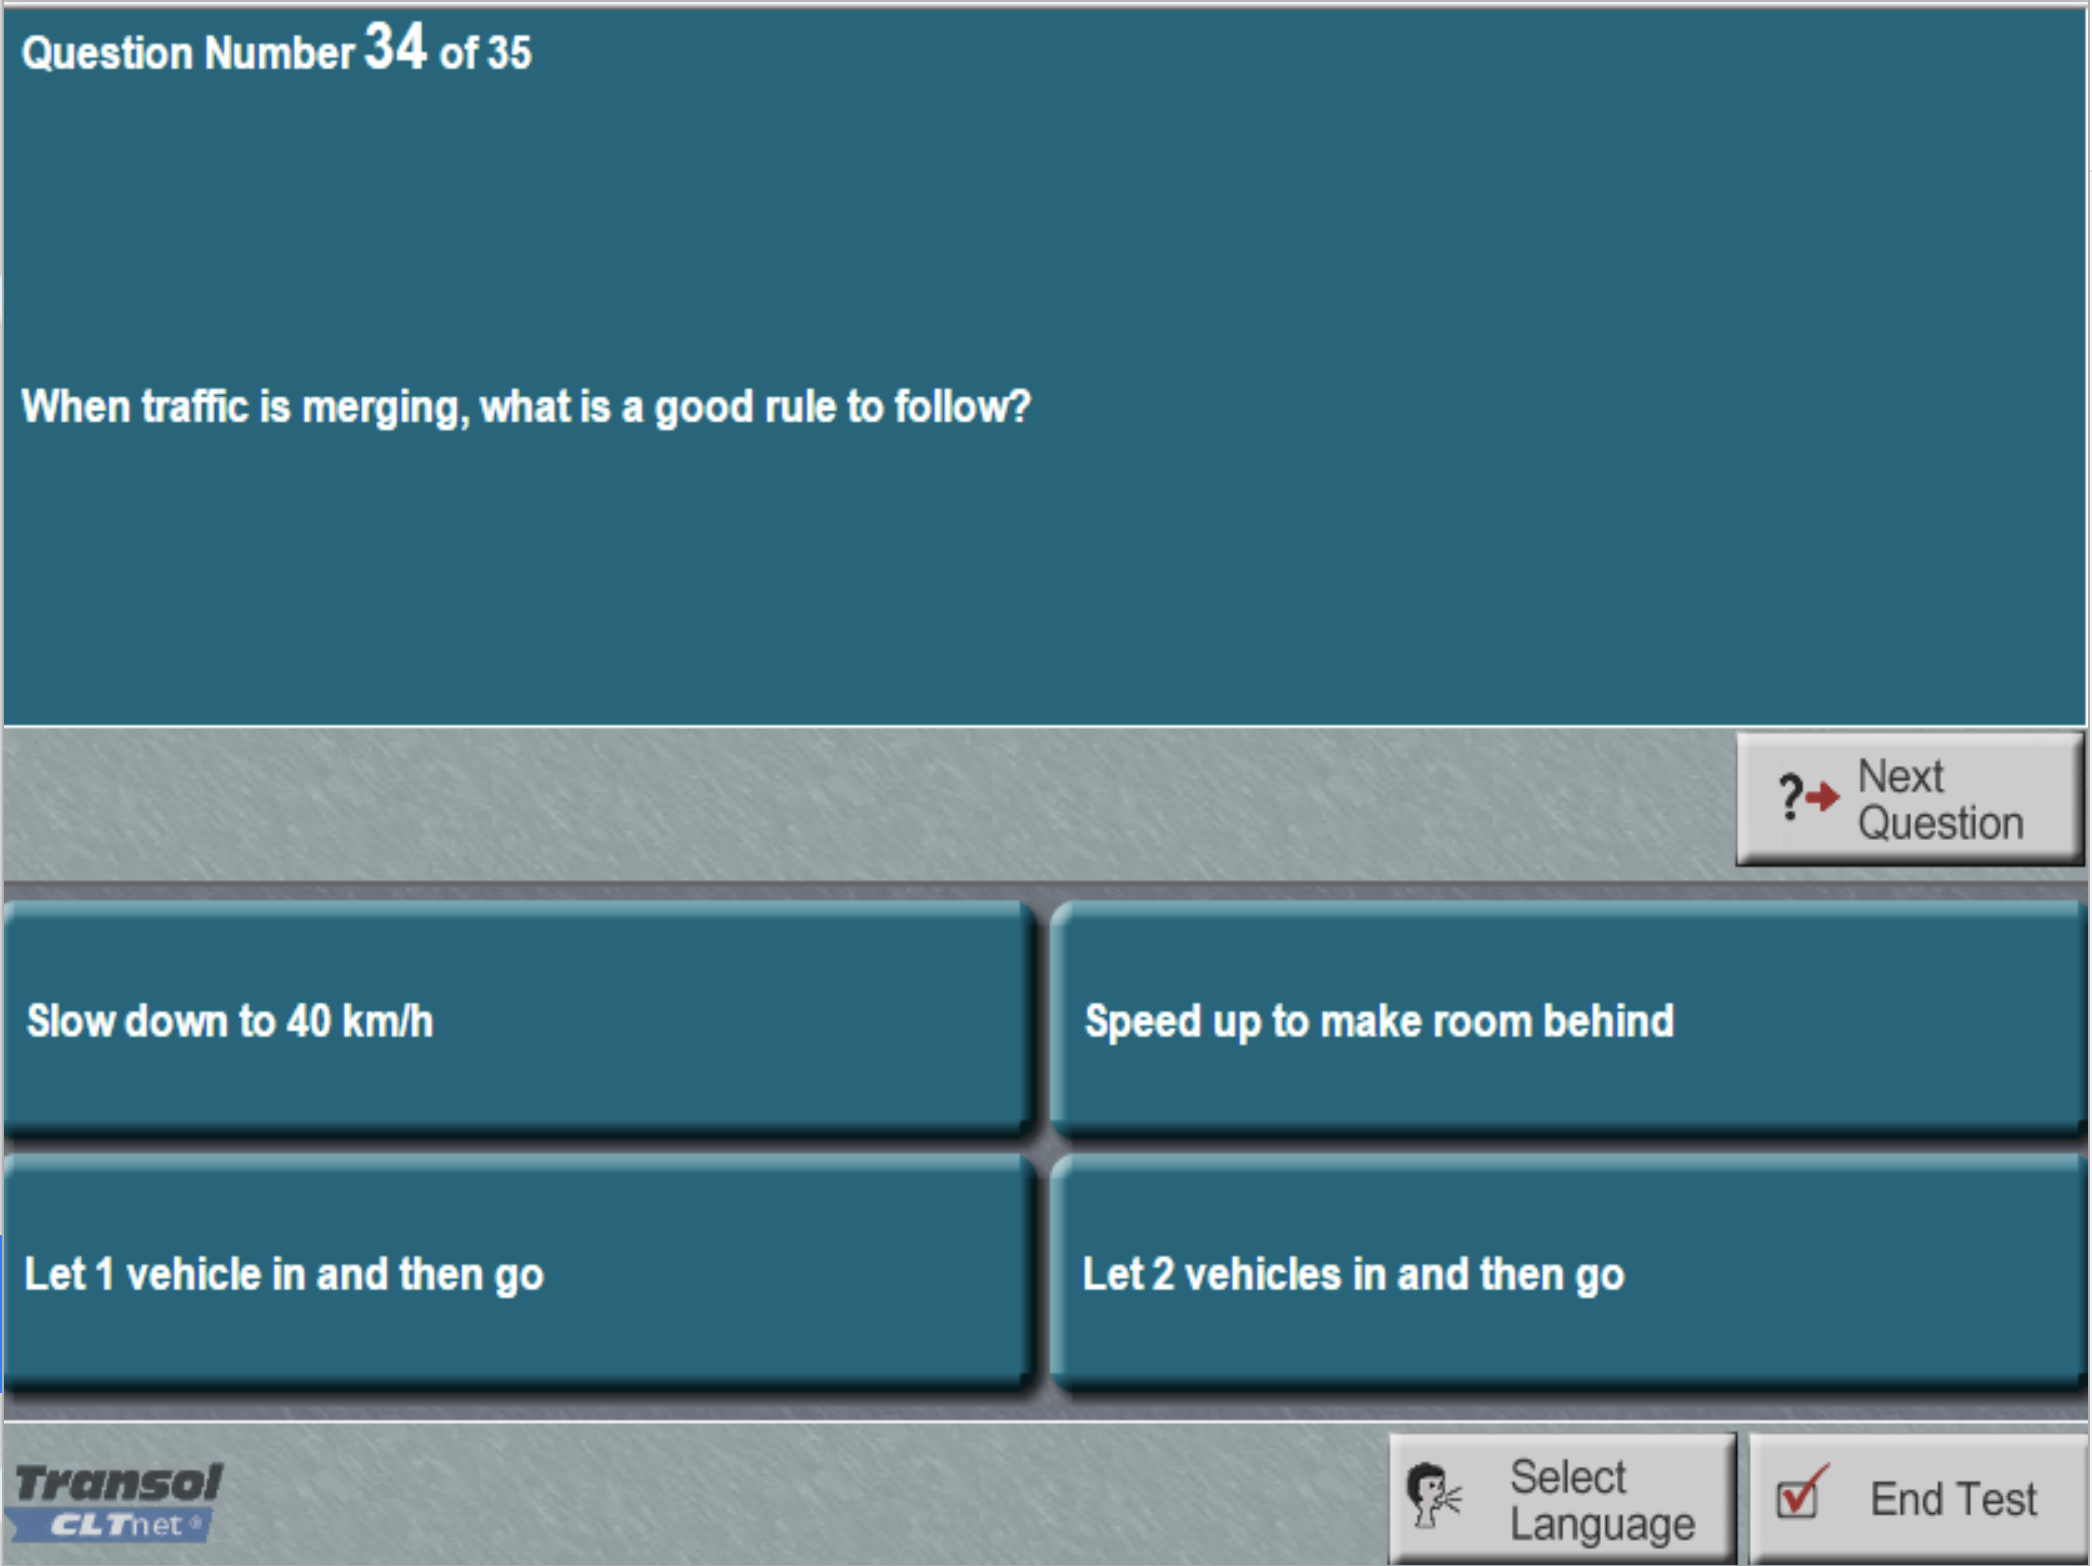 Question Number 34 of 35
When traffic is merging, what is a good rule to follow?
?
Next
Question
Slow down to 40 km/h
Speed up to make room behind
Let 1 vehicle in and then go
Let 2 vehicles in and then go
Transol
CLTnet ®
Select
Language
End Test